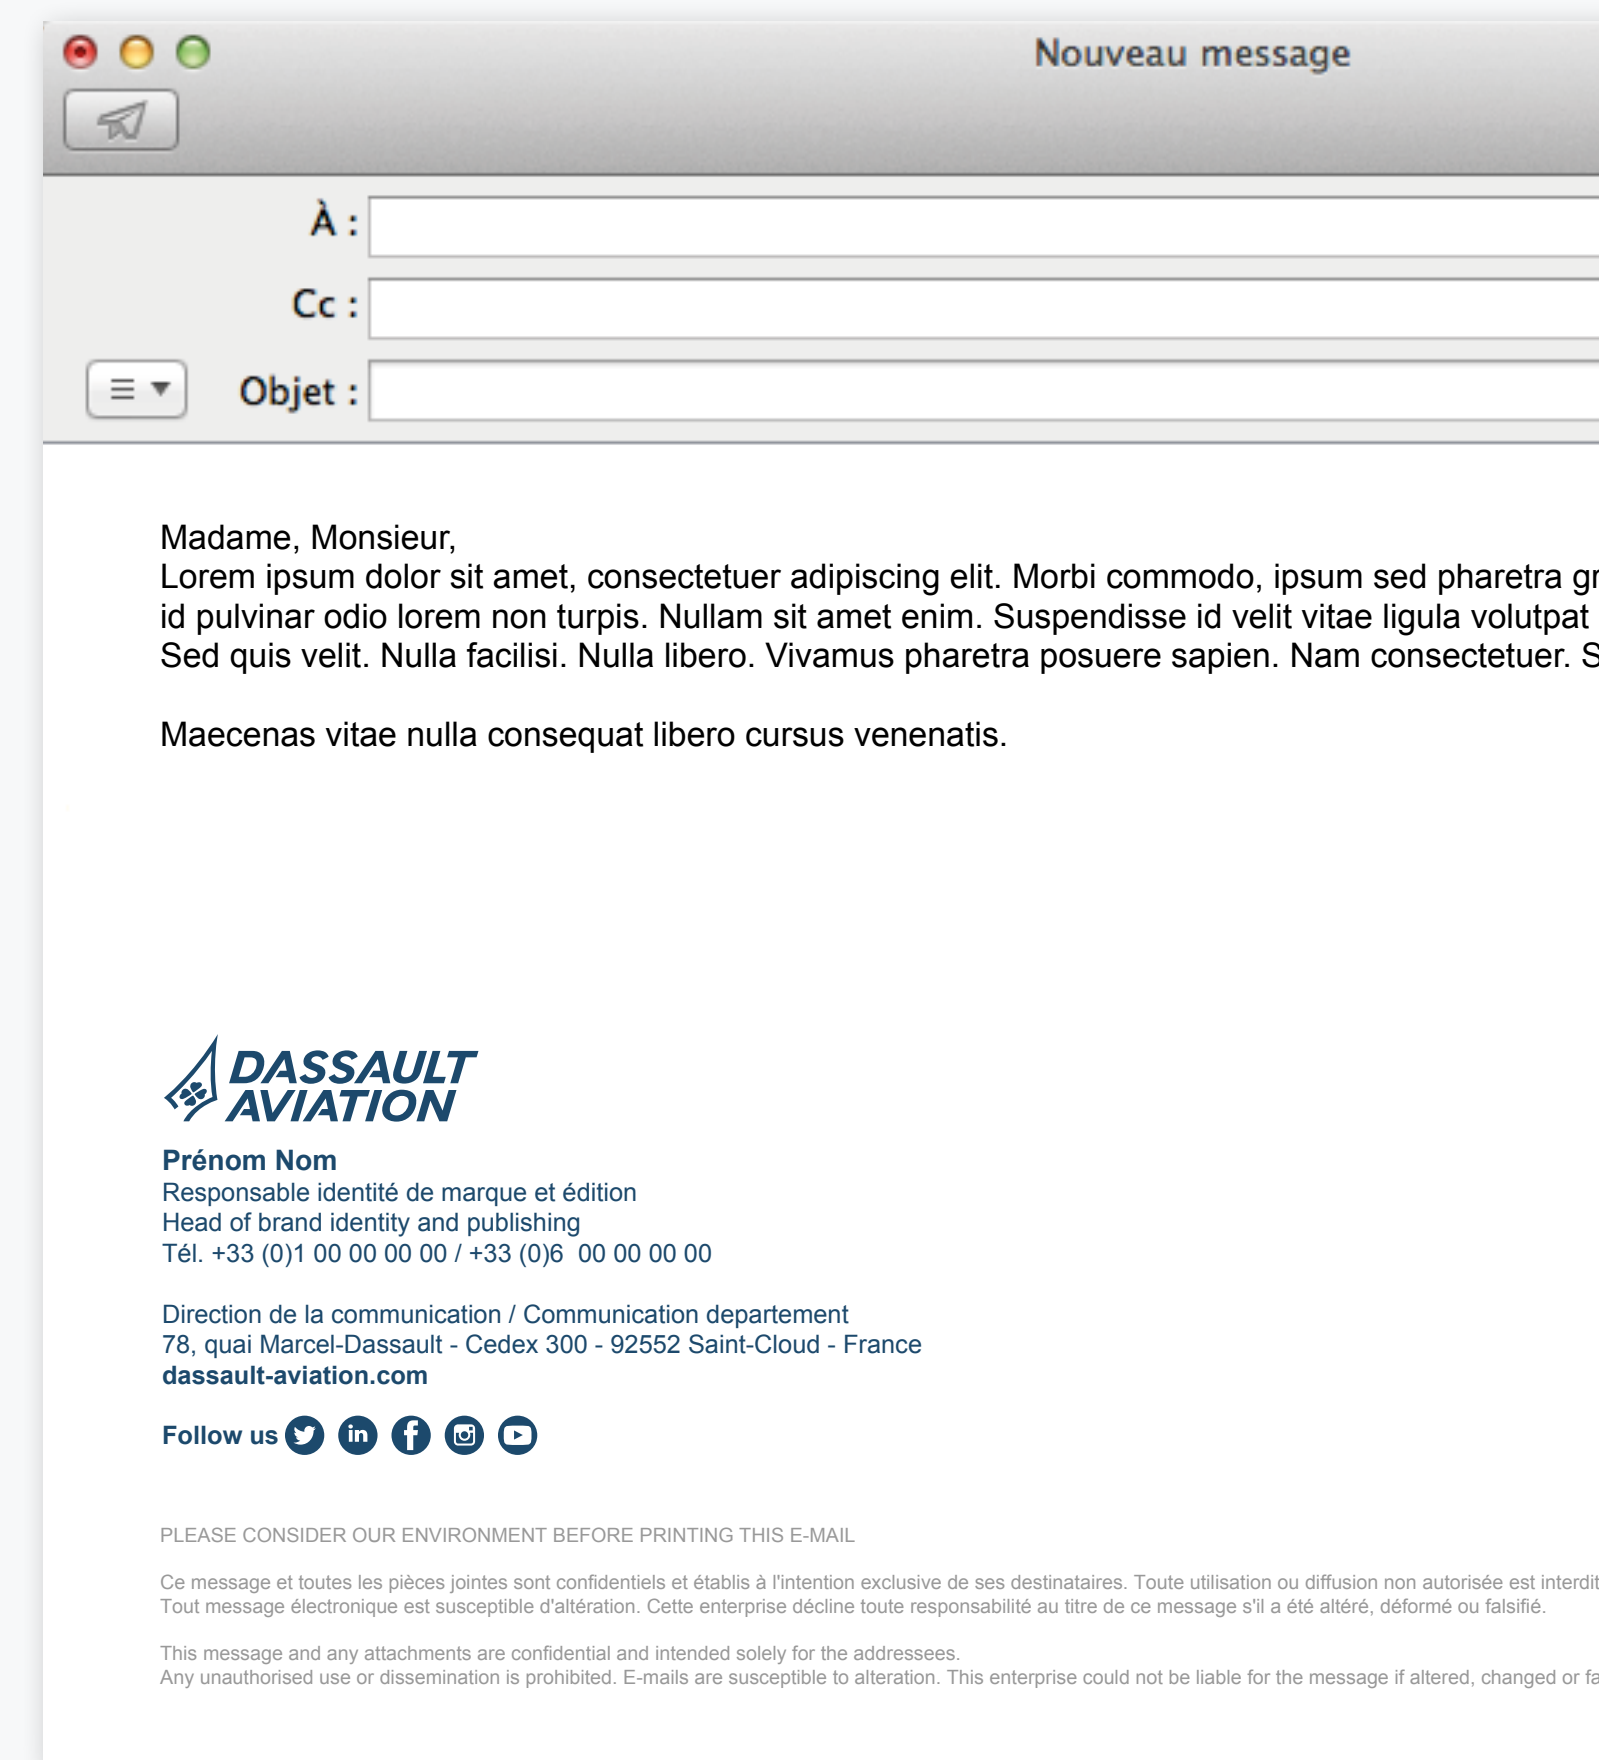 Nouveau message
À :
Cc :
Objet :
Madame, Monsieur,
Lorem ipsum dolor sit amet, consectetuer adipiscing elit. Morbi commodo, ipsum sed pharetra
id pulvinar odio lorem non turpis. Nullam sit amet enim. Suspendisse id velit vitae ligula volutpat
Sed quis velit. Nulla facilisi. Nulla libero. Vivamus pharetra posuere sapien. Nam consectetuer.
Maecenas vitae nulla consequat libero cursus venenatis.
DASSAULT
AVIATION
Prénom Nom
Responsable identité de marque et édition
Head of brand identity and publishing
Tél. +33 (0)1 00 00 00 00 / +33 (0)6  00 00 00 00
Direction de la communication / Communication departement
78, quai Marcel-Dassault - Cedex 300 - 92552 Saint-Cloud - France
dassault-aviation.com
Follow us
PLEASE CONSIDER OUR ENVIRONMENT BEFORE PRINTING THIS E-MAIL
Ce message et toutes les pièces jointes sont confidentiels et établis à l'intention exclusive de ses destinataires. Toute utilisation ou diffusion non autorisée est
Tout message électronique est susceptible d'altération. Cette enterprise décline toute responsabilité au titre de ce message s'il a été altéré, déformé ou falsifié.
This message and any attachments are confidential and intended solely for the addressees.
Any unauthorised use or dissemination is prohibited. E-mails are susceptible to alteration. This enterprise could not be liable for the message if altered, changed or